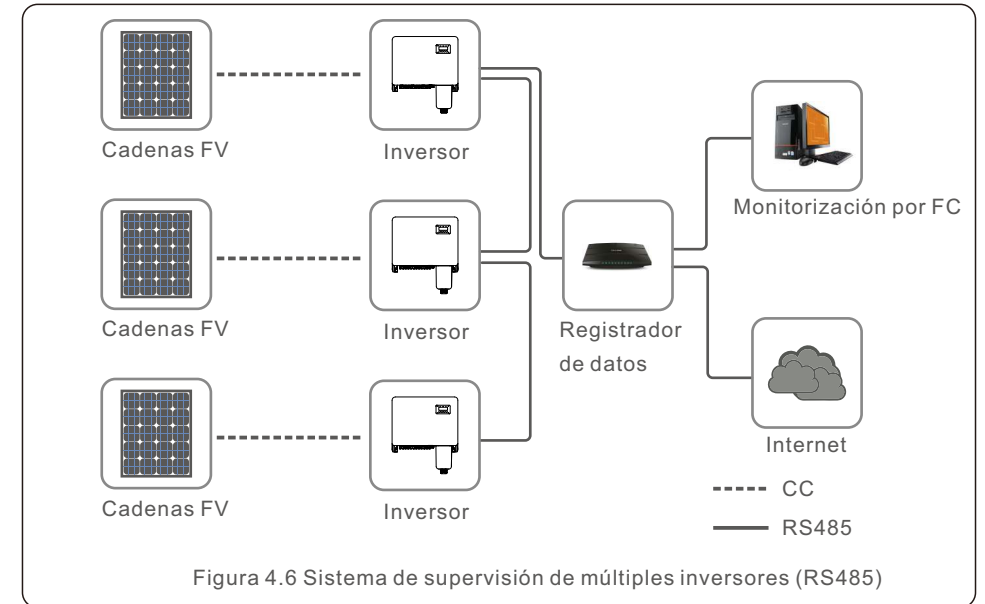 Cadenas FV
Inversor
Monitorización por FC
Cadenas FV
Inversor
Registrador
de datos
Internet
Cadenas FV
Inversor
CC
RS485
Figura 4.6 Sistema de supervisión de múltiples inversores (RS485)